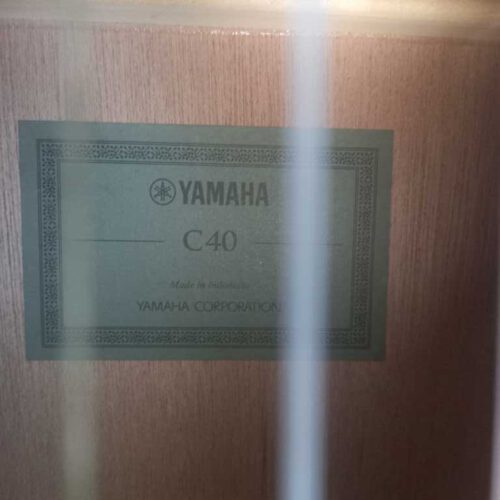 YAMAHA
C40
Made in Indonesia
YAMAHA CORPORATION